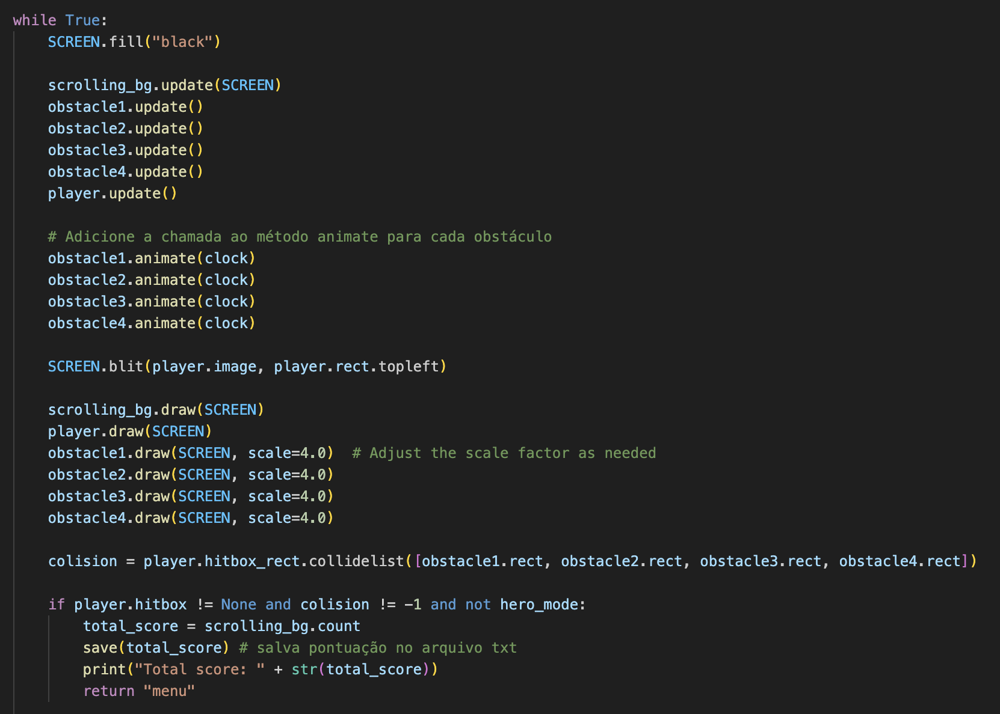 while True:
    SCREEN.fill("black")

    scrolling_bg.update(SCREEN)
    obstacle1.update()
    obstacle2.update()
    obstacle3.update()
    obstacle4.update()
    player.update()

    # Adicione a chamada ao método animate para cada obstáculo
    obstacle1.animate(clock)
    obstacle2.animate(clock)
    obstacle3.animate(clock)
    obstacle4.animate(clock)

    SCREEN.blit(player.image, player.rect.topleft)

    scrolling_bg.draw(SCREEN)
    player.draw(SCREEN)
    obstacle1.draw(SCREEN, scale=4.0)  # Adjust the scale factor as needed
    obstacle2.draw(SCREEN, scale=4.0)
    obstacle3.draw(SCREEN, scale=4.0)
    obstacle4.draw(SCREEN, scale=4.0)

    colision = player.hitbox_rect.collidelist([obstacle1.rect, obstacle2.rect, obstacle3.rect, obstacle4.rect])

    if player.hitbox != None and colision != -1 and not hero_mode:
        total_score = scrolling_bg.count
        save(total_score) # salva pontuação no arquivo txt
        print("Total score: " + str(total_score))
        return "menu"